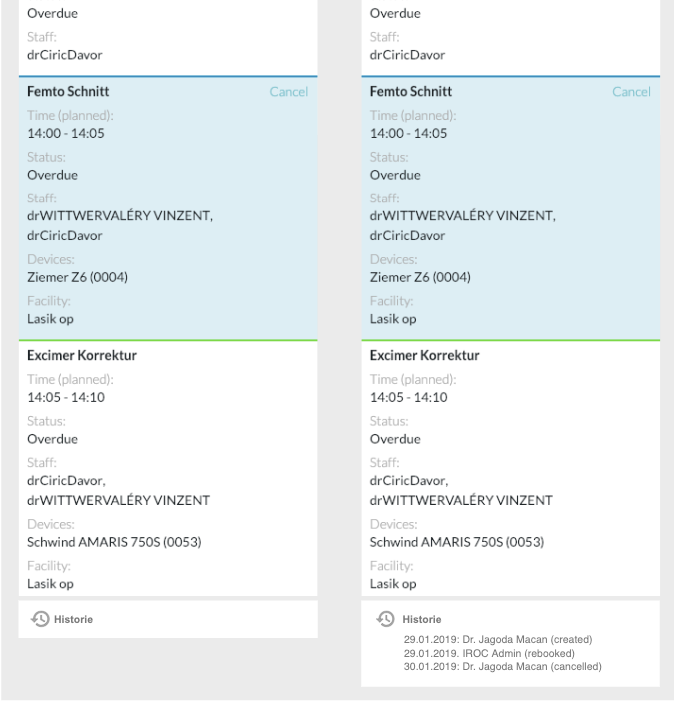 Overdue
Staff:
drCiricDavor
Femto Schnitt
Cancel
Time (planned):
14:00 - 14:05
Status:
Overdue
Staff:
drWITTWERVALÉRY VINZENT,
drCiricDavor
Devices:
Ziemer Z6 (0004)
Facility:
Lasik op
Excimer Korrektur
Time (planned):
14:05 - 14:10
Status:
Overdue
Staff:
drCiricDavor,
drWITTWERVALÉRY VINZENT
Devices:
Schwind AMARIS 750S (0053)
Facility:
Lasik op
Historie
Overdue
Staff:
drCiricDavor
Femto Schnitt
Cancel
Time (planned):
14:00 - 14:05
Status:
Overdue
Staff:
drWITTWERVALÉRY VINZENT,
drCiricDavor
Devices:
Ziemer Z6 (0004)
Facility:
Lasik op
Excimer Korrektur
Time (planned):
14:05 - 14:10
Status:
Overdue
Staff:
drCiricDavor,
drWITTWERVALÉRY VINZENT
Devices:
Schwind AMARIS 750S (0053)
Facility:
Lasik op
Historie
29.01.2019: Dr. Jagoda Macan (created)
29.01.2019. IROC Admin (rebooked)
30.01.2019: Dr. Jagoda Macan (cancelled)